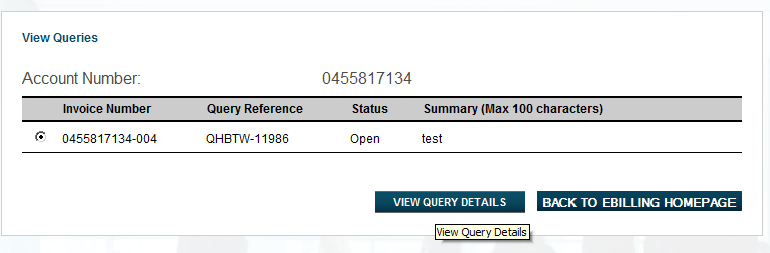 View Queries
Account Number: 0455817134
Invoice Number Query Reference Status Summary (Max 100 characters)
0455817134-004 QHBTW-11986 Open test
VIEW QUERY DETAILS BACK TO EBILLING HOMEPAGE
View Query Details